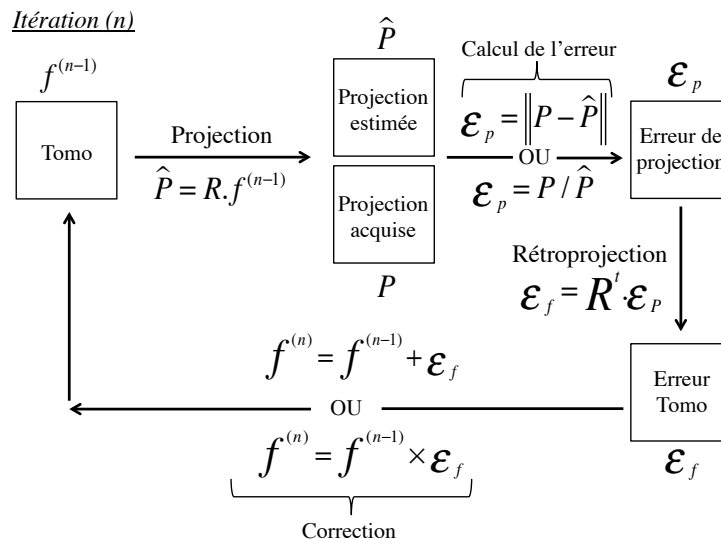 Itération (n)
f^(n−1)
Tomo
Projection
P̂ = R.f^(n−1)
P̂
Projection
estimée
Projection
acquise
P
Calcul de l'erreur
ε_p = ‖P − P̂‖
OU
ε_p = P / P̂
ε_p
Erreur de
projection
Rétroprojection
ε_f = R^t.ε_P
Erreur
Tomo
ε_f
f^(n) = f^(n−1) + ε_f
OU
f^(n) = f^(n−1) × ε_f
Correction